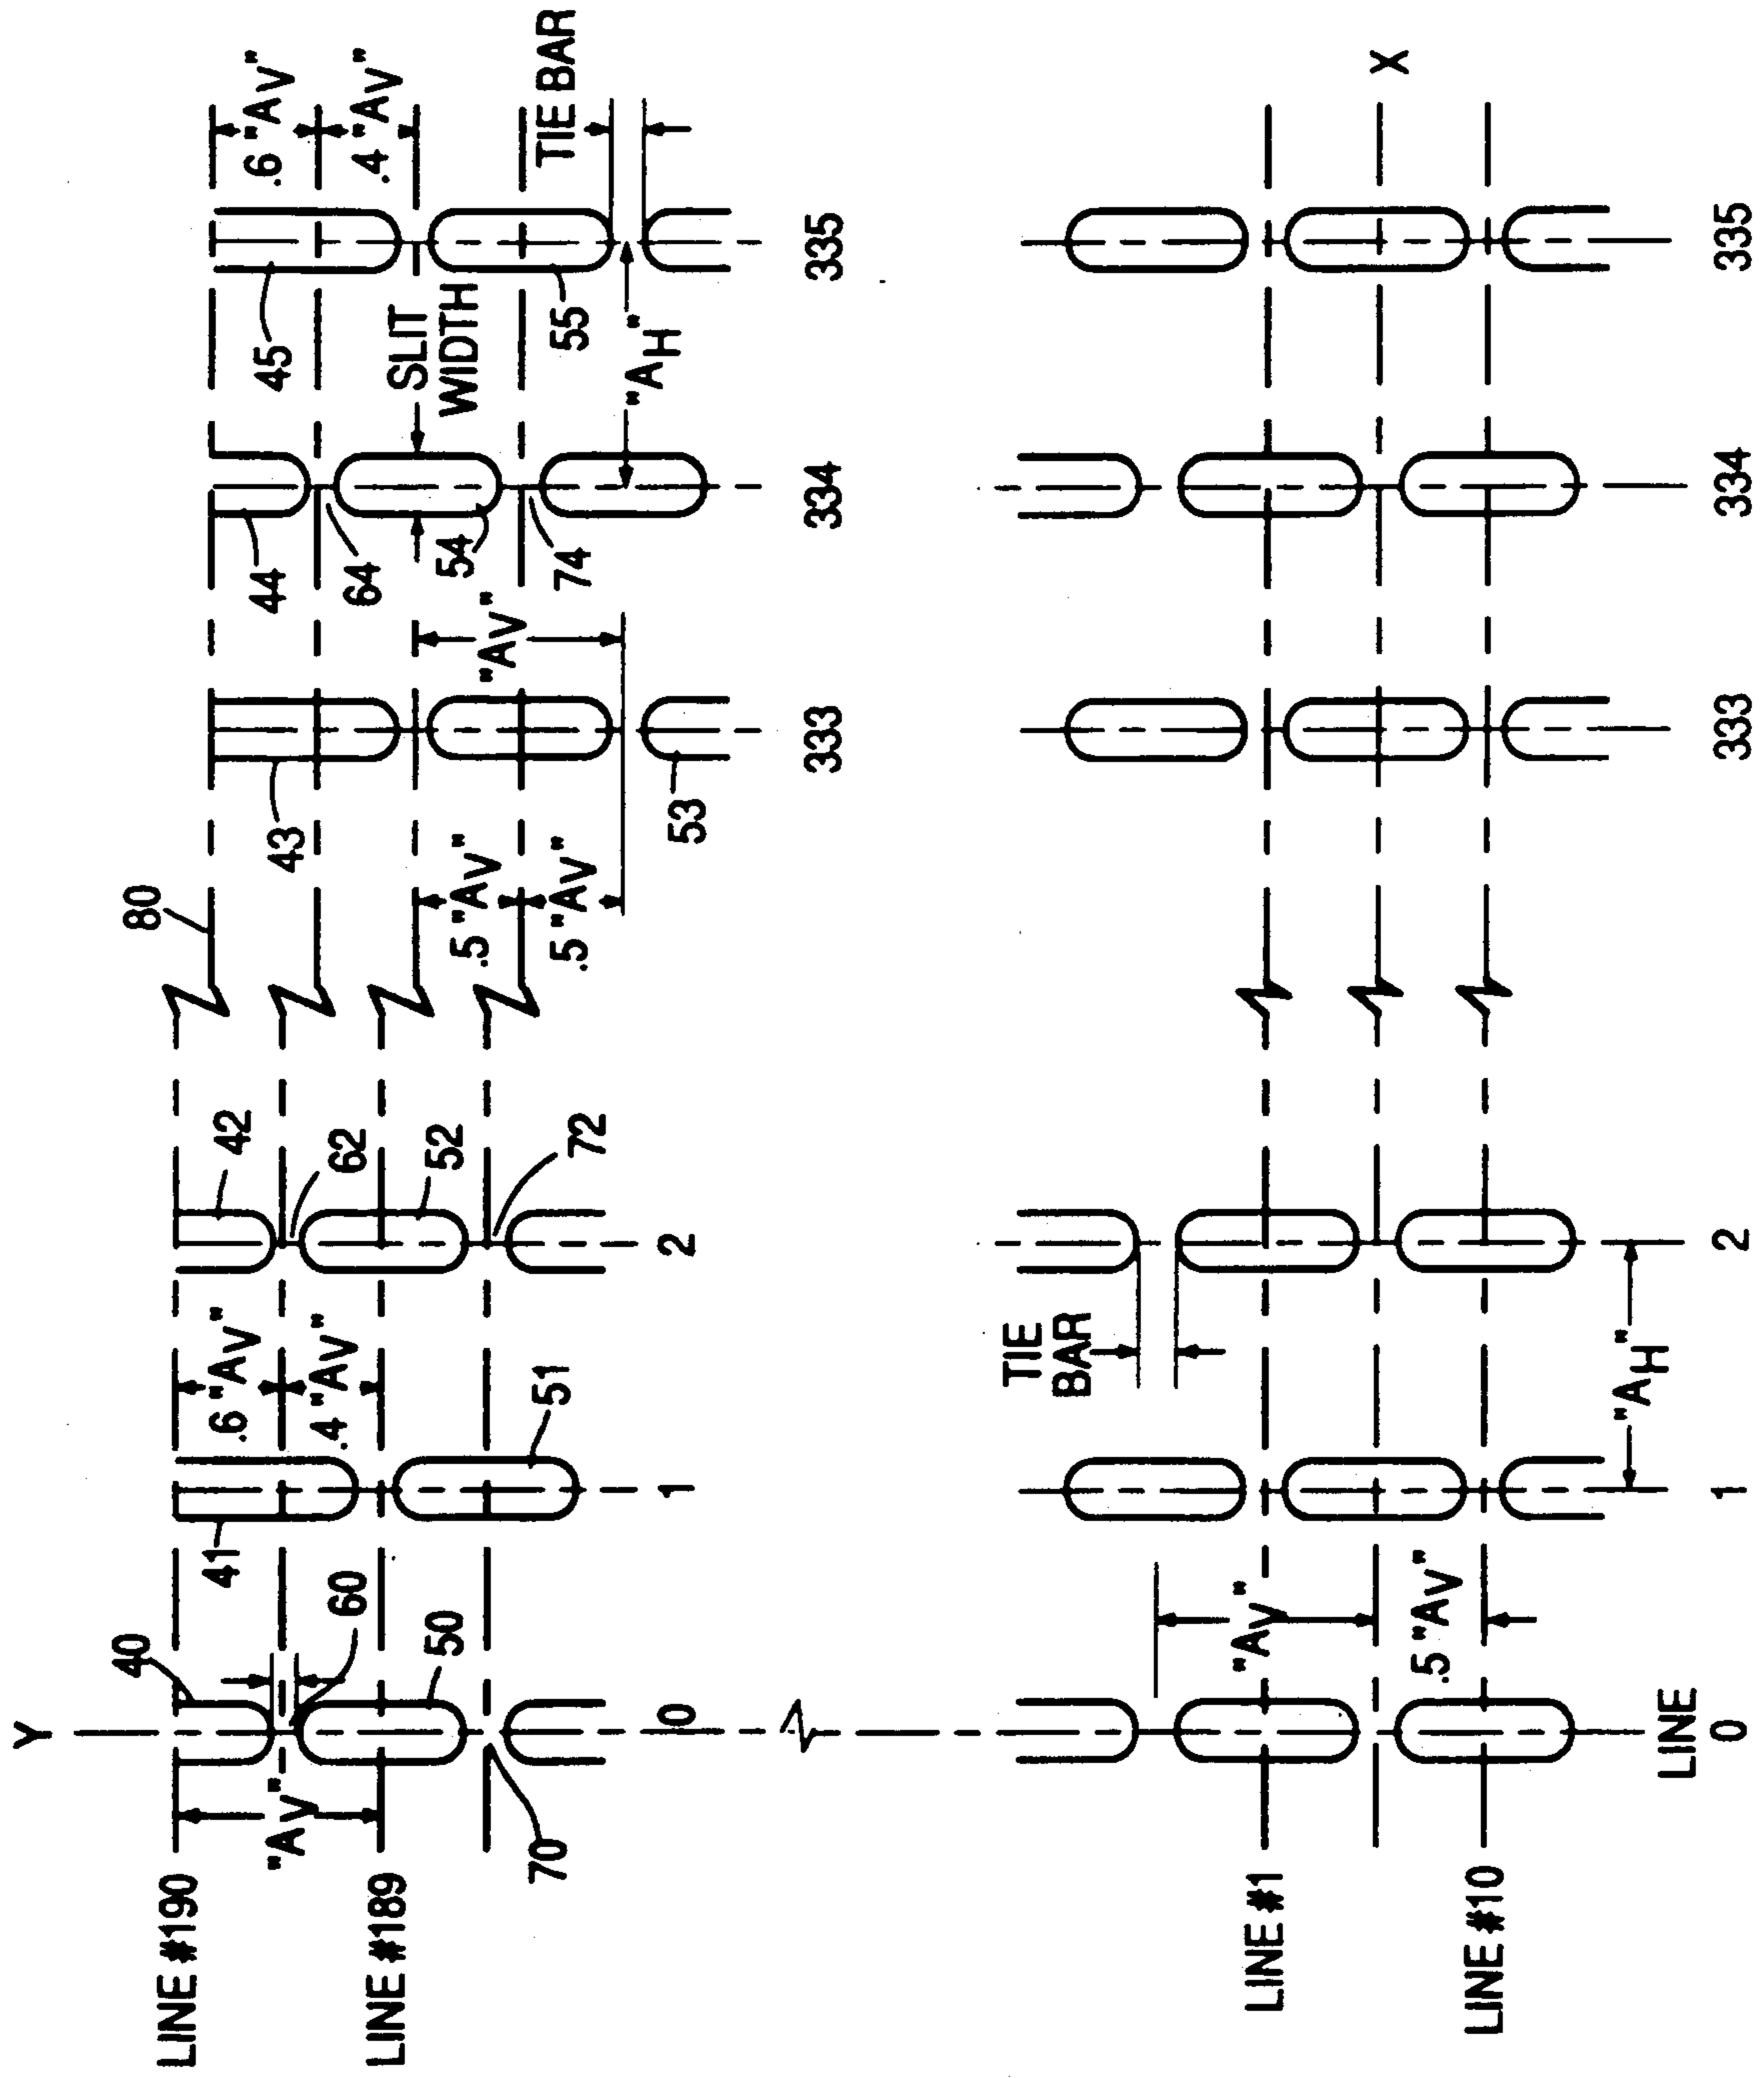 Y
LINE #190
"AV"
LINE #189
40
60
50
70
0
41
.6 "AV"
.4 "AV"
51
1
42
62
52
72
2
80
.5 "AV"
.5 "AV"
43
"AV"
53
333
44
64
54
74
334
SLIT
WIDTH
45
55
"AH"
335
.6 "AV"
.4 "AV"
TIE BAR
LINE #1
LINE #10
"AV"
.5 "AV"
LINE
0
TIE
BAR
"AH"
1
2
333
334
335
X